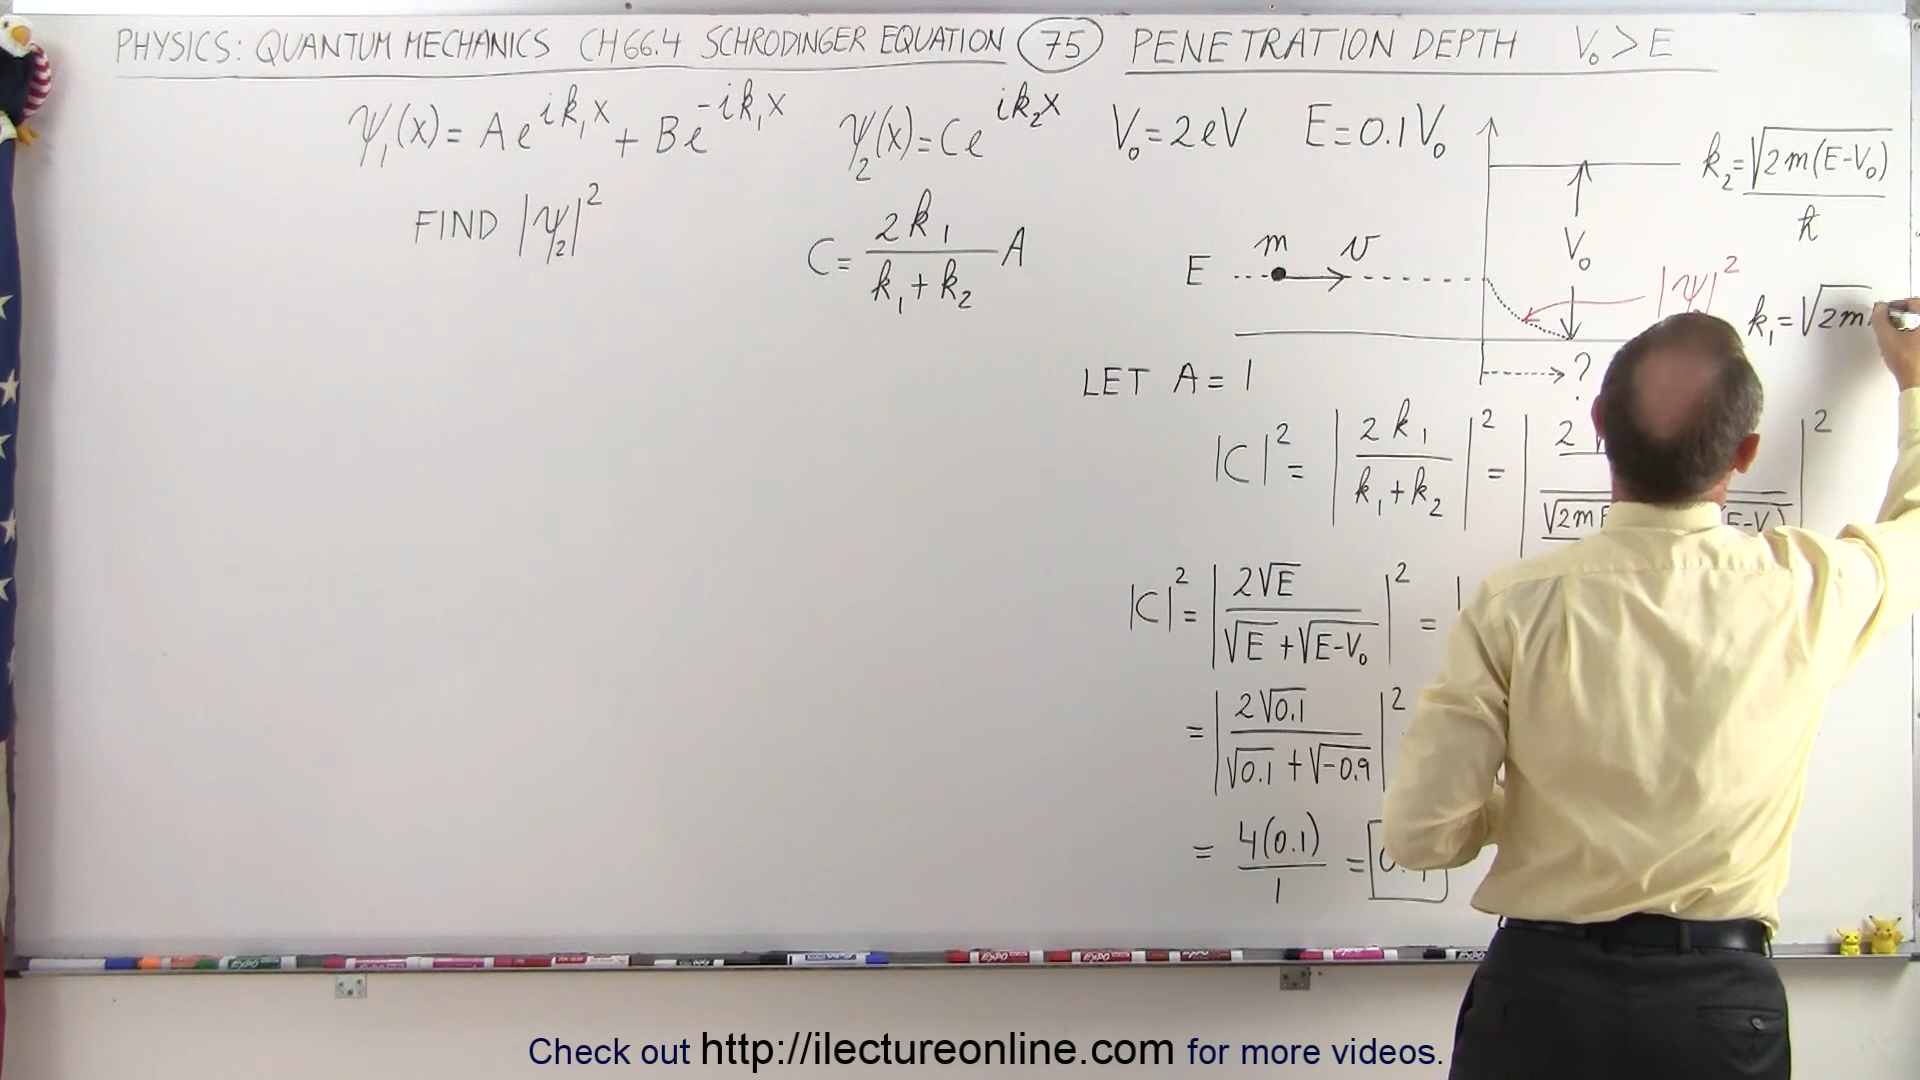 PHYSICS: QUANTUM MECHANICS CH 66.4 SCHRODINGER EQUATION 75 PENETRATION DEPTH V₀ > E
ψ₁(x) = Ae^{ik₁x} + Be^{-ik₁x} ψ₂(x) = Ce^{ik₂x} V₀ = 2eV E = 0.1V₀
k₂ = √(2m(E-V₀)) / ħ
FIND |ψ₂|²
C = 2k₁ / (k₁ + k₂) A
E m v V₀ |ψ|²
k₁ = √2m
?
LET A = 1
|C|² = |2k₁ / (k₁ + k₂)|² = |2 √ / √2mE E-V|²
|C|² = |2√E / (√E + √E-V₀)|² =
= |2√0.1 / (√0.1 + √-0.9)|²
= 4(0.1) / 1 =
Check out http://ilectureonline.com for more videos.